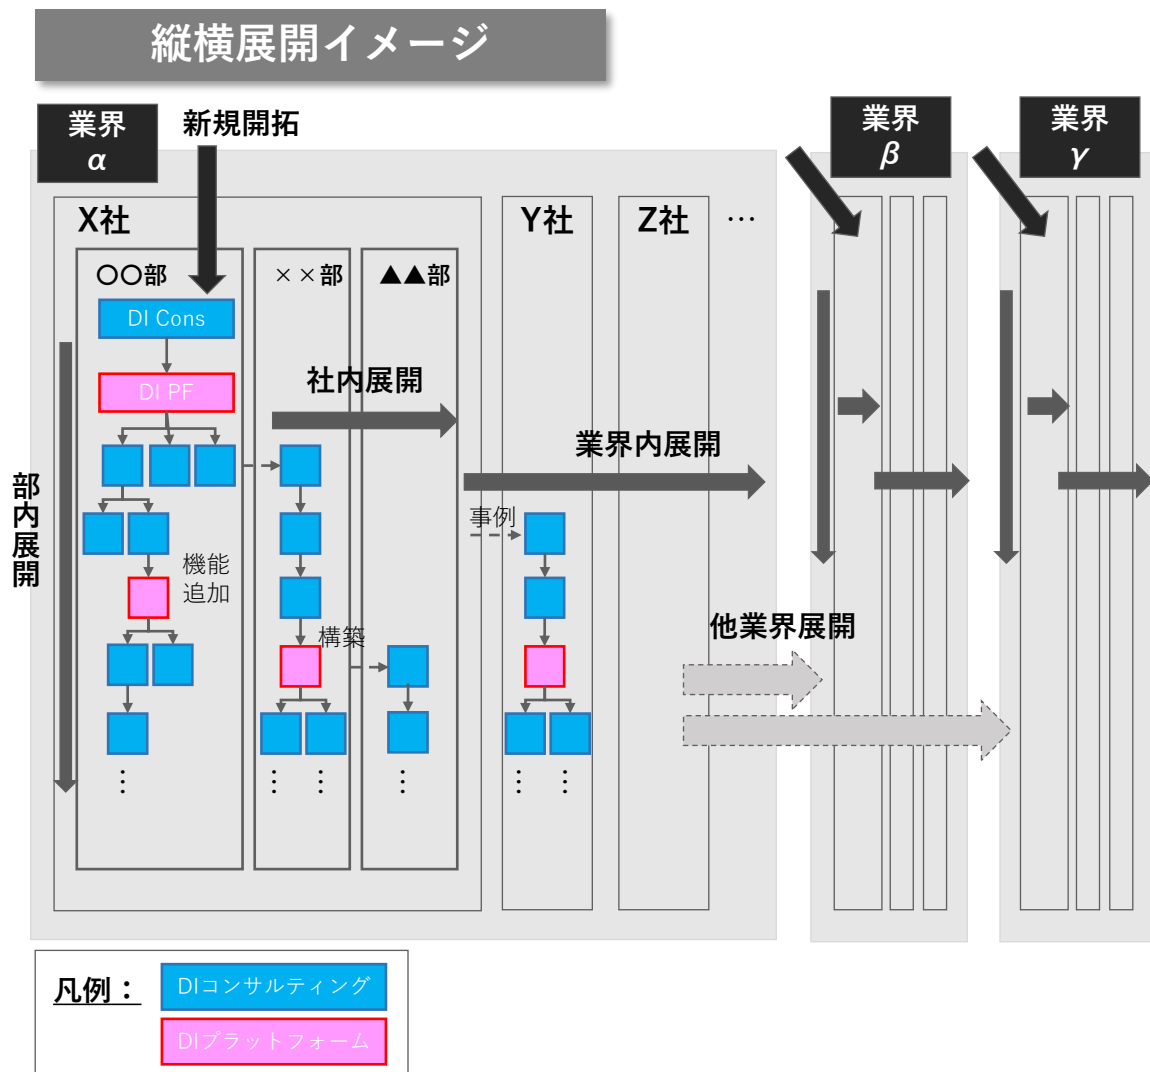 縦横展開イメージ
業界
α
新規開拓
業界
β
業界
γ
X社
Y社
Z社
…
〇〇部
××部
▲▲部
DI Cons
DI PF
社内展開
業界内展開
部内展開
事例
機能
追加
構築
他業界展開
⋮
⋮
⋮
⋮
⋮
⋮
凡例：
DIコンサルティング
DIプラットフォーム